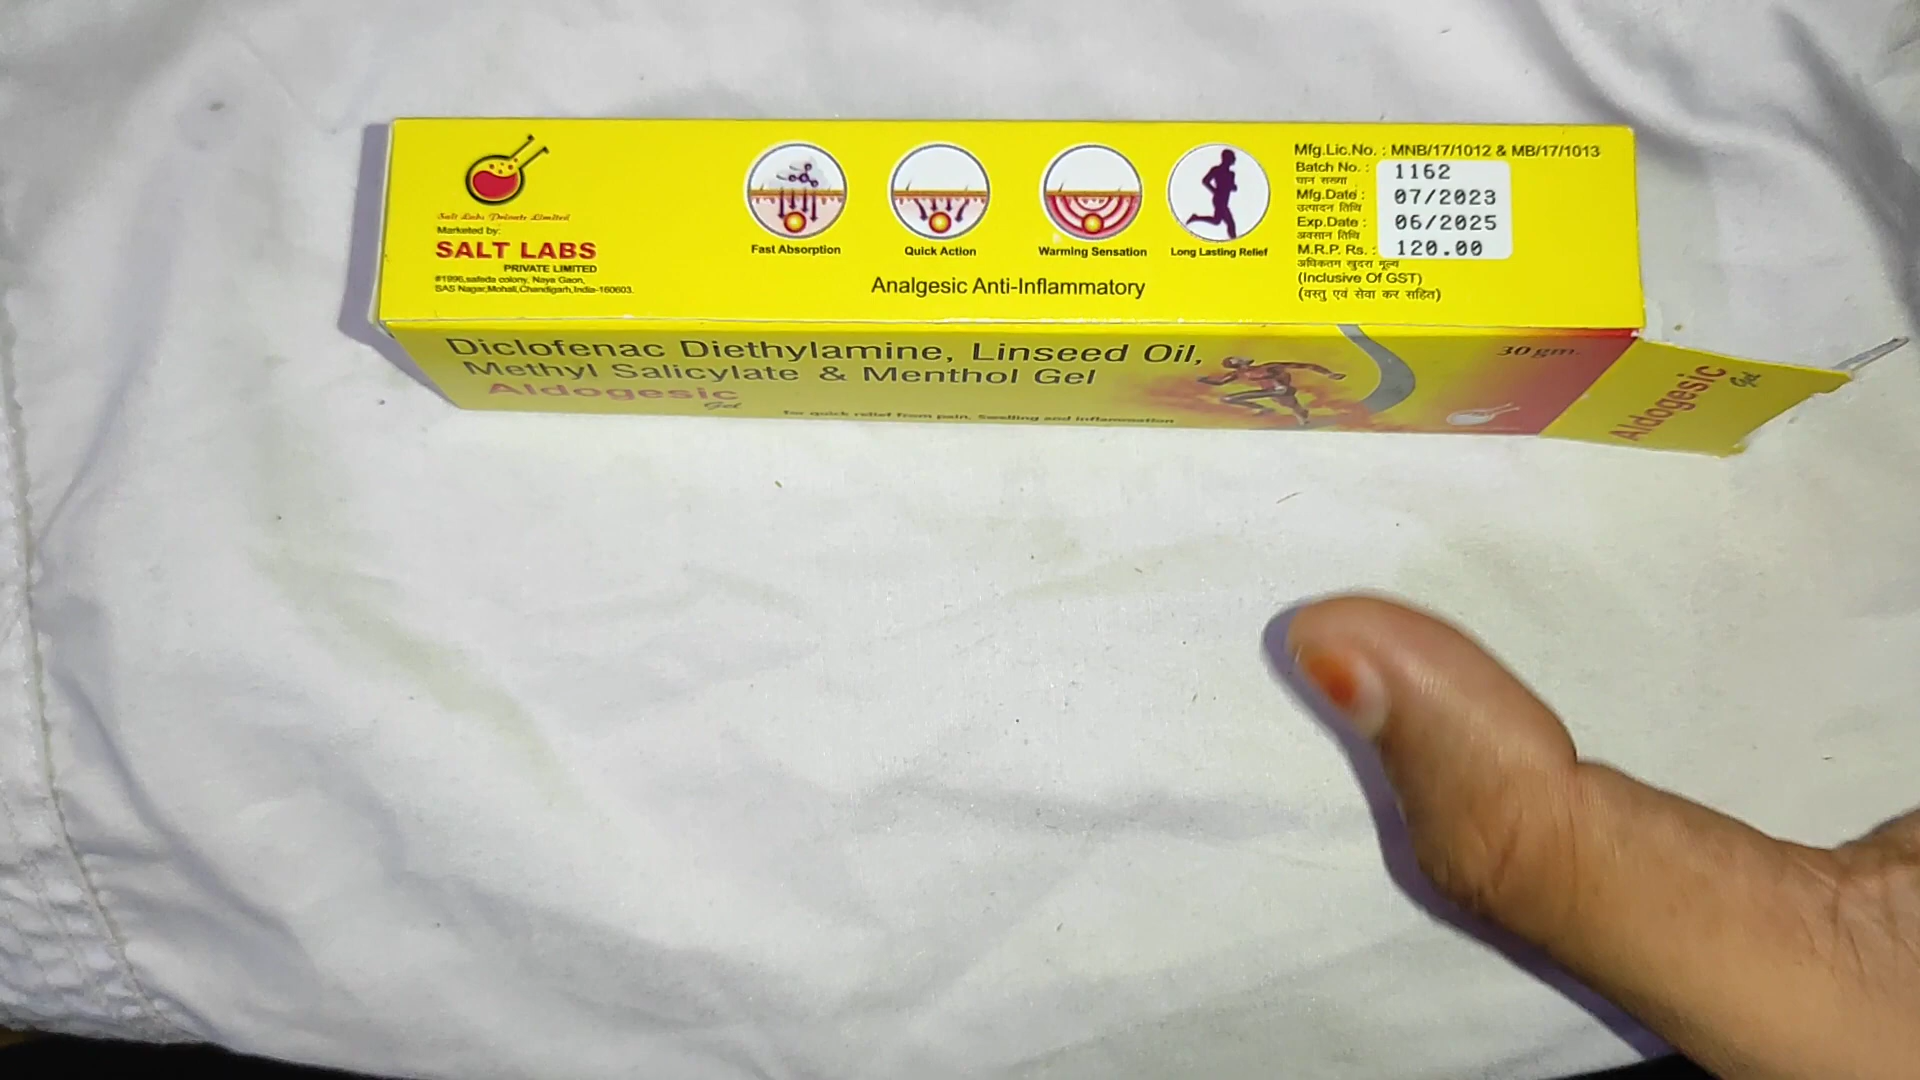 Salt Labs Private Limited
Marketed by:
SALT LABS
PRIVATE LIMITED
#1996,safeda colony, Naya Gaon,
SAS Nagar,Mohali,Chandigarh,India-160603.
Fast Absorption
Quick Action
Warming Sensation
Long Lasting Relief
Analgesic Anti-Inflammatory
Mfg.Lic.No. : MNB/17/1012 & MB/17/1013
Batch No. : 1162
घान संख्या
Mfg.Date : 07/2023
उत्पादन तिथि
Exp.Date : 06/2025
अवसान तिथि
M.R.P. Rs. : 120.00
अधिकतम खुदरा मूल्य
(Inclusive Of GST)
(वस्तु एवं सेवा कर सहित)
Diclofenac Diethylamine, Linseed Oil,
Methyl Salicylate & Menthol Gel
Aldogesic
Gel
for quick relief from pain, Swelling and inflammation
30 gm.
Aldogesic
Gel